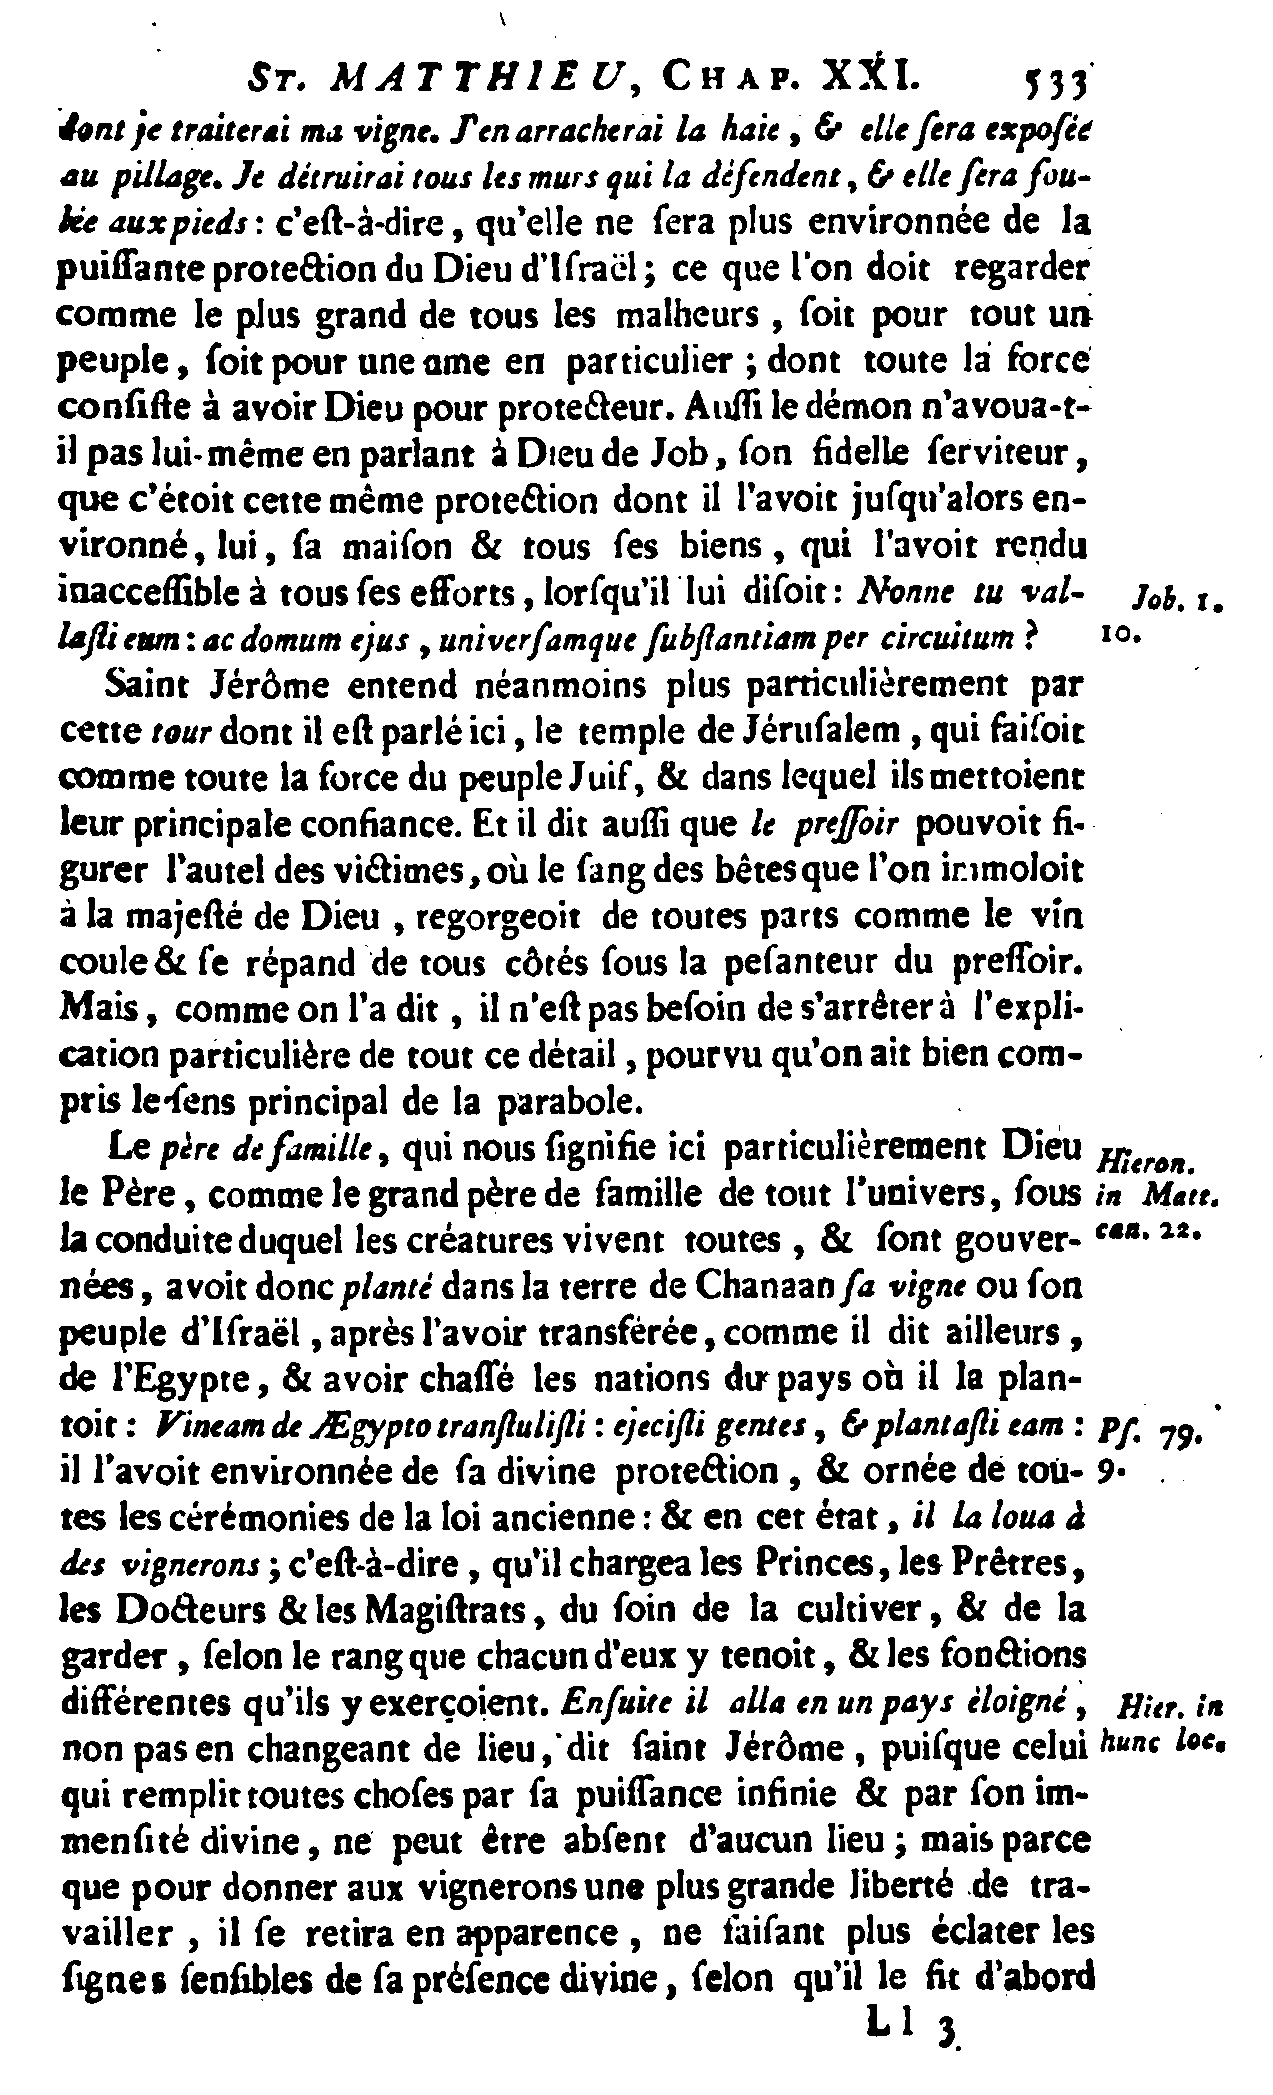 ST. MATTHIEU, CHAP. XXI. 533
dont je traiterai ma vigne. J'en arracherai la haie, & elle ſera expoſée
au pillage. Je détruirai tous les murs qui la défendent, & elle ſera fou-
lée aux pieds : c'eſt-à-dire, qu'elle ne ſera plus environnée de la
puiſſante protection du Dieu d'Iſraël ; ce que l'on doit regarder
comme le plus grand de tous les malheurs, ſoit pour tout un
peuple, ſoit pour une ame en particulier ; dont toute la force
conſiſte à avoir Dieu pour protecteur. Auſſi le démon n'avoua-t-
il pas lui-même en parlant à Dieu de Job, ſon fidelle ſerviteur,
que c'étoit cette même protection dont il l'avoit juſqu'alors en-
vironné, lui, ſa maiſon & tous ſes biens, qui l'avoit rendu
inacceſſible à tous ſes efforts, lorſqu'il lui diſoit : Nonne tu val- Job. 1.
laſti eum : ac domum ejus, univerſamque ſubſtantiam per circuitum ? 10.
Saint Jérôme entend néanmoins plus particulièrement par
cette tour dont il eſt parlé ici, le temple de Jéruſalem, qui faiſoit
comme toute la force du peuple Juif, & dans lequel ils mettoient
leur principale confiance. Et il dit auſſi que le preſſoir pouvoit fi-
gurer l'autel des victimes, où le ſang des bêtes que l'on immoloit
à la majeſté de Dieu, regorgeoit de toutes parts comme le vin
coule & ſe répand de tous côtés ſous la peſanteur du preſſoir.
Mais, comme on l'a dit, il n'eſt pas beſoin de s'arrêter à l'expli-
cation particulière de tout ce détail, pourvu qu'on ait bien com-
pris le ſens principal de la parabole.
Le père de famille, qui nous ſignifie ici particulièrement Dieu Hieron.
le Père, comme le grand père de famille de tout l'univers, ſous in Matt.
la conduite duquel les créatures vivent toutes, & ſont gouver- can. 22.
nées, avoit donc planté dans la terre de Chanaan ſa vigne ou ſon
peuple d'Iſraël, après l'avoir transférée, comme il dit ailleurs,
de l'Egypte, & avoir chaſſé les nations du pays où il la plan-
toit : Vineam de Ægypto tranſtuliſti : ejeciſti gentes, & plantaſti eam : Pſ. 79.
il l'avoit environnée de ſa divine protection, & ornée de tou- 9.
tes les cérémonies de la loi ancienne : & en cet état, il la loua à
des vignerons ; c'eſt-à-dire, qu'il chargea les Princes, les Prêtres,
les Docteurs & les Magiſtrats, du ſoin de la cultiver, & de la
garder, ſelon le rang que chacun d'eux y tenoit, & les fonctions
différentes qu'ils y exerçoient. Enſuite il alla en un pays éloigné, Hier. in
non pas en changeant de lieu, dit ſaint Jérôme, puiſque celui hunc loc.
qui remplit toutes choſes par ſa puiſſance infinie & par ſon im-
menſité divine, ne peut être abſent d'aucun lieu ; mais parce
que pour donner aux vignerons une plus grande liberté de tra-
vailler, il ſe retira en apparence, ne faiſant plus éclater les
ſignes ſenſibles de ſa préſence divine, ſelon qu'il le fit d'abord
L l 3